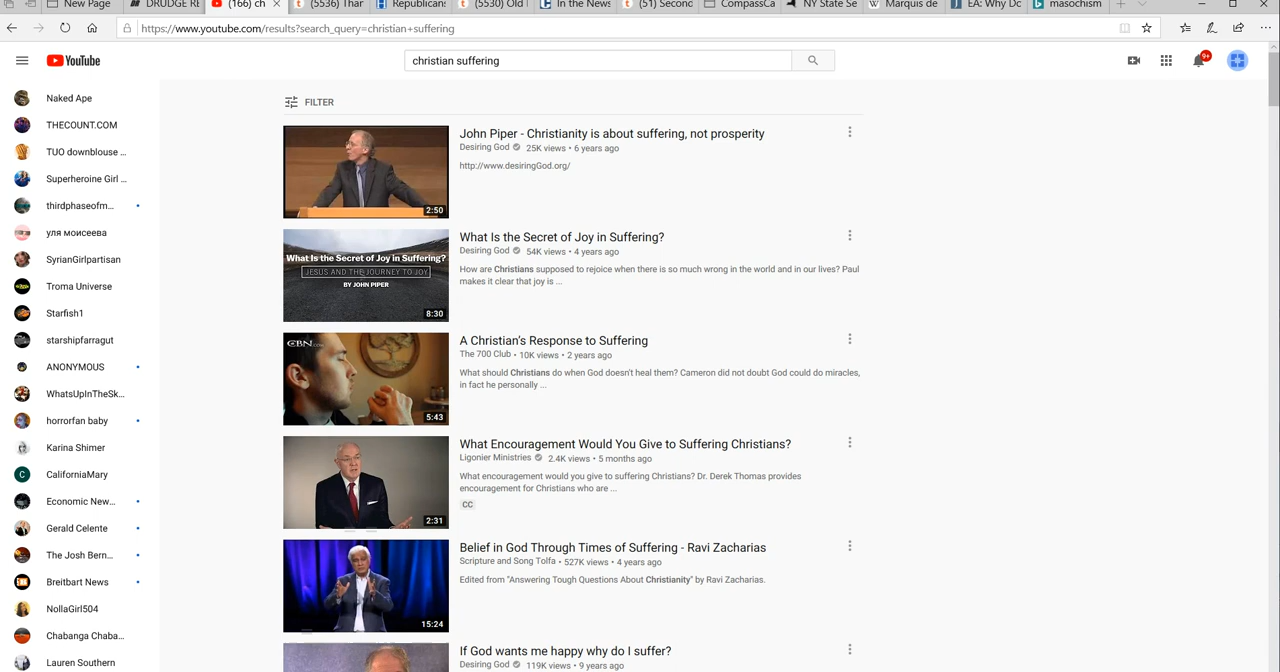 New Page
DRUDGE RE
(166) ch
(5536) Thar
Republicans
(5530) Old I
In the News
(51) Second
CompassCa
NY State Se
Marquis de
EA: Why Do
masochism
https://www.youtube.com/results?search_query=christian+suffering
YouTube
christian suffering
9+
Naked Ape
THECOUNT.COM
TUO downblouse ...
Superheroine Girl ...
thirdphaseofm...
уля моисеева
SyrianGirlpartisan
Troma Universe
Starfish1
starshipfarragut
ANONYMOUS
WhatsUpInTheSk...
horrorfan baby
Karina Shimer
C
CaliforniaMary
Economic New...
Gerald Celente
The Josh Bern...
Breitbart News
NollaGirl504
Chabanga Chaba...
Lauren Southern
FILTER
2:50
John Piper - Christianity is about suffering, not prosperity
Desiring God 25K views • 6 years ago
http://www.desiringGod.org/
What Is the Secret of Joy in Suffering?
JESUS AND THE JOURNEY TO JOY
BY JOHN PIPER
8:30
What Is the Secret of Joy in Suffering?
Desiring God 54K views • 4 years ago
How are Christians supposed to rejoice when there is so much wrong in the world and in our lives? Paul
makes it clear that joy is ...
CBN.com
5:43
A Christian's Response to Suffering
The 700 Club • 10K views • 2 years ago
What should Christians do when God doesn't heal them? Cameron did not doubt God could do miracles,
in fact he personally ...
2:31
What Encouragement Would You Give to Suffering Christians?
Ligonier Ministries 2.4K views • 5 months ago
What encouragement would you give to suffering Christians? Dr. Derek Thomas provides
encouragement for Christians who are ...
CC
15:24
Belief in God Through Times of Suffering - Ravi Zacharias
Scripture and Song Tolfa • 527K views • 4 years ago
Edited from "Answering Tough Questions About Christianity" by Ravi Zacharias.
If God wants me happy why do I suffer?
Desiring God 119K views • 9 years ago